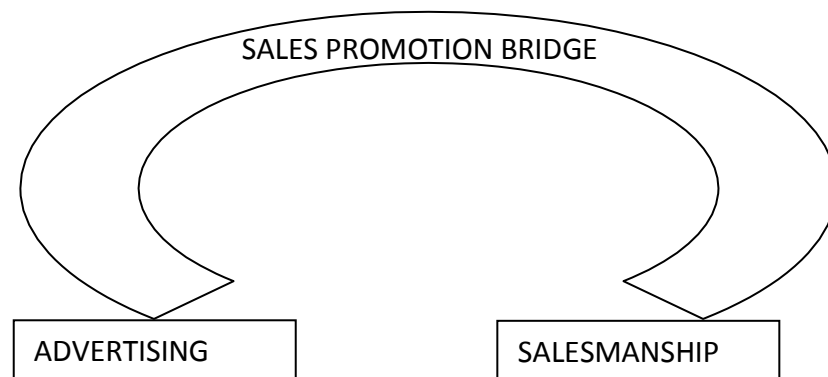 SALES PROMOTION BRIDGE
ADVERTISING
SALESMANSHIP